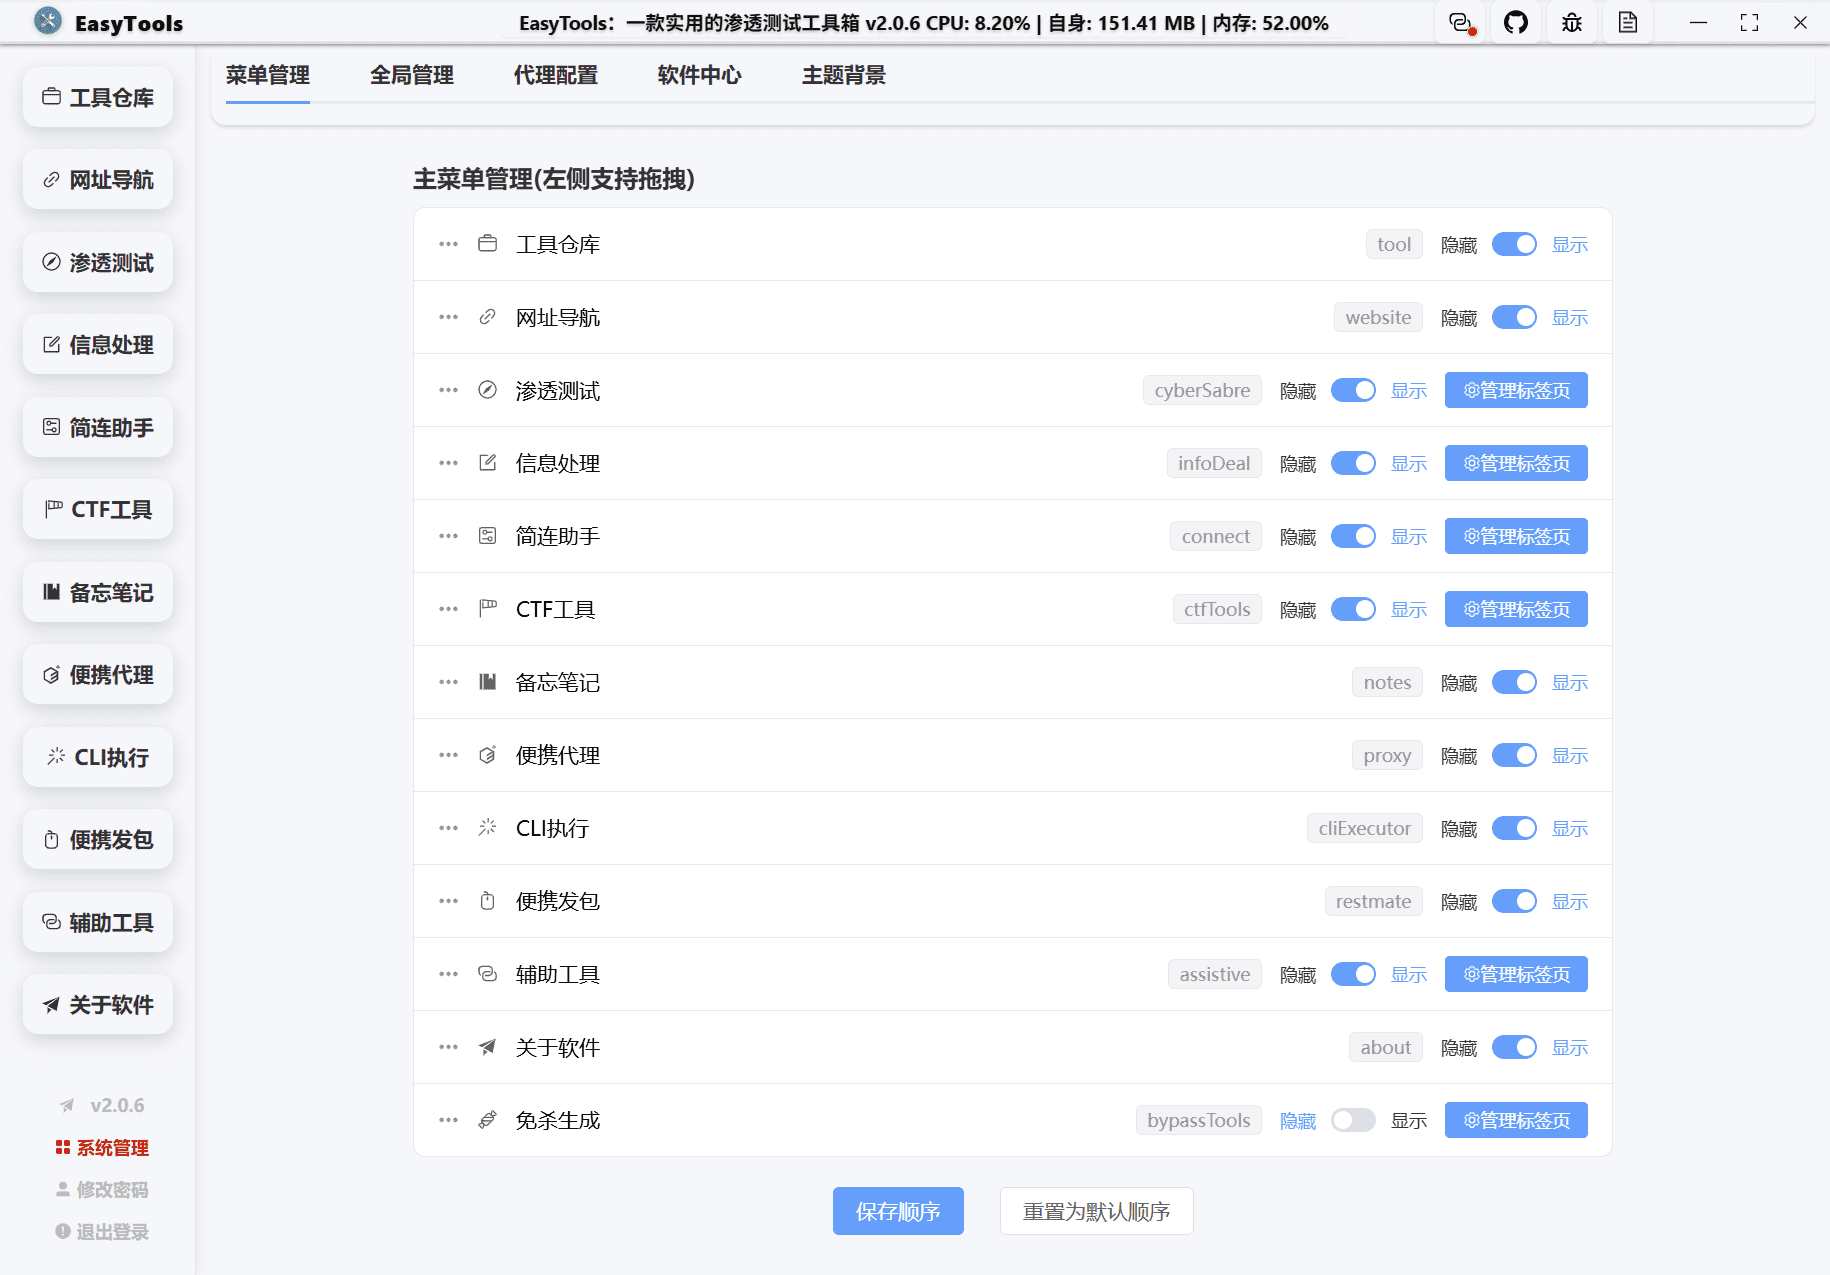 EasyTools
EasyTools：一款实用的渗透测试工具箱 v2.0.6 CPU: 8.20% | 自身: 151.41 MB | 内存: 52.00%
工具仓库
网址导航
渗透测试
信息处理
简连助手
CTF工具
备忘笔记
便携代理
CLI执行
便携发包
辅助工具
关于软件
v2.0.6
系统管理
修改密码
退出登录
菜单管理 全局管理 代理配置 软件中心 主题背景
主菜单管理(左侧支持拖拽)
工具仓库 tool 隐藏 显示
网址导航 website 隐藏 显示
渗透测试 cyberSabre 隐藏 显示 管理标签页
信息处理 infoDeal 隐藏 显示 管理标签页
简连助手 connect 隐藏 显示 管理标签页
CTF工具 ctfTools 隐藏 显示 管理标签页
备忘笔记 notes 隐藏 显示
便携代理 proxy 隐藏 显示
CLI执行 cliExecutor 隐藏 显示
便携发包 restmate 隐藏 显示
辅助工具 assistive 隐藏 显示 管理标签页
关于软件 about 隐藏 显示
免杀生成 bypassTools 隐藏 显示 管理标签页
保存顺序 重置为默认顺序